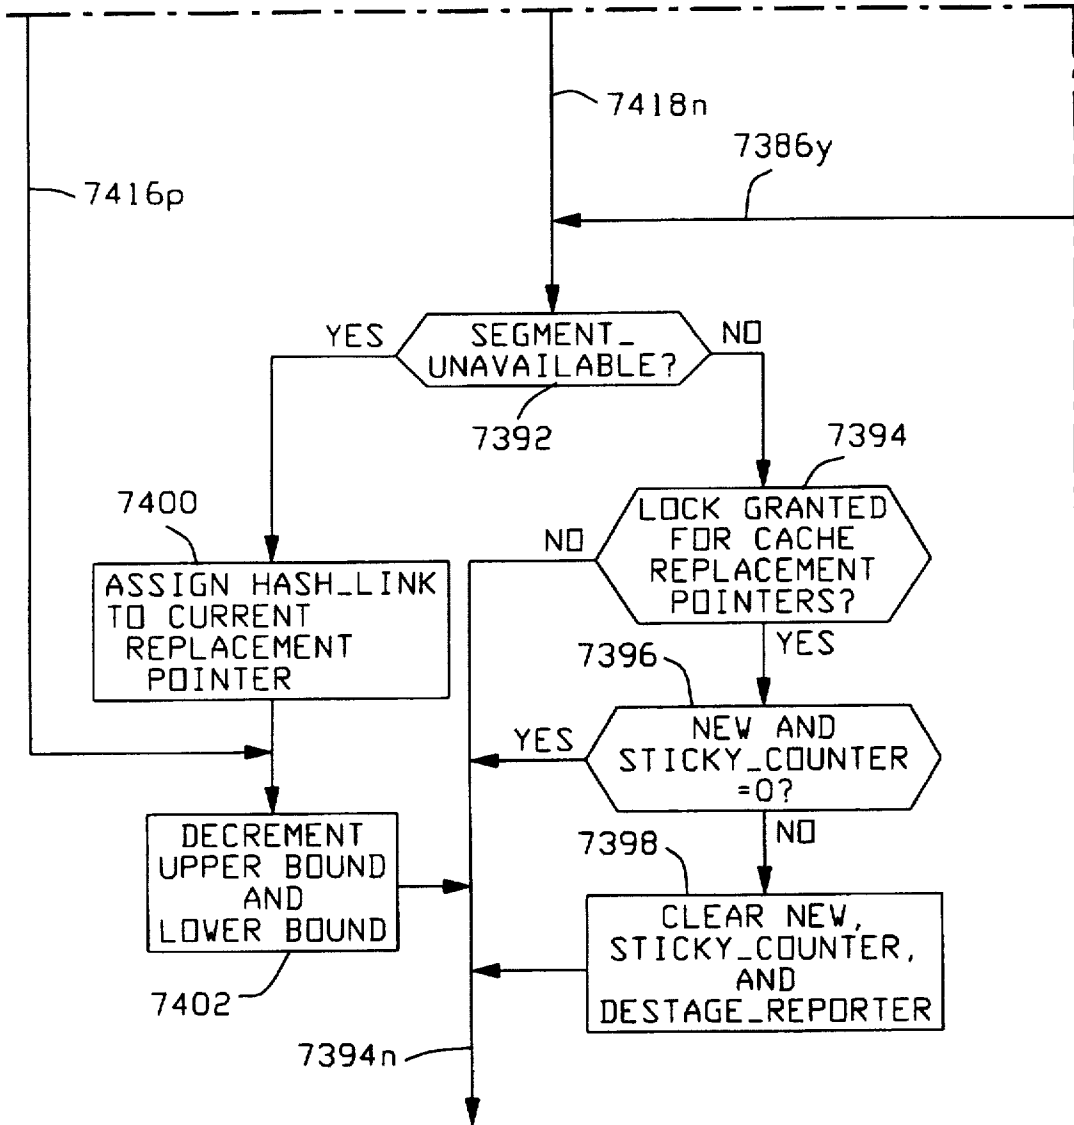 7418n
7386y
7416p
YES
SEGMENT_
UNAVAILABLE?
NO
7392
7394
7400
LOCK GRANTED
FOR CACHE
REPLACEMENT
POINTERS?
NO
ASSIGN HASH_LINK
TO CURRENT
REPLACEMENT
POINTER
YES
7396
NEW AND
STICKY_COUNTER
=0?
YES
NO
DECREMENT
UPPER BOUND
AND
LOWER BOUND
7398
CLEAR NEW,
STICKY_COUNTER,
AND
DESTAGE_REPORTER
7402
7394n